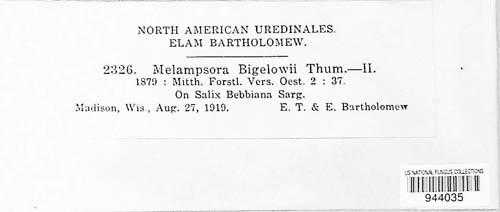 NORTH AMERICAN UREDINALES.
ELAM BARTHOLOMEW.
2326. Melampsora Bigelowii Thum.—II.
1879 : Mitth. Forstl. Vers. Oest. 2 : 37.
On Salix Bebbiana Sarg.
Madison, Wis., Aug. 27, 1919. E. T. & E. Bartholomew
US NATIONAL FUNGUS COLLECTIONS
944035